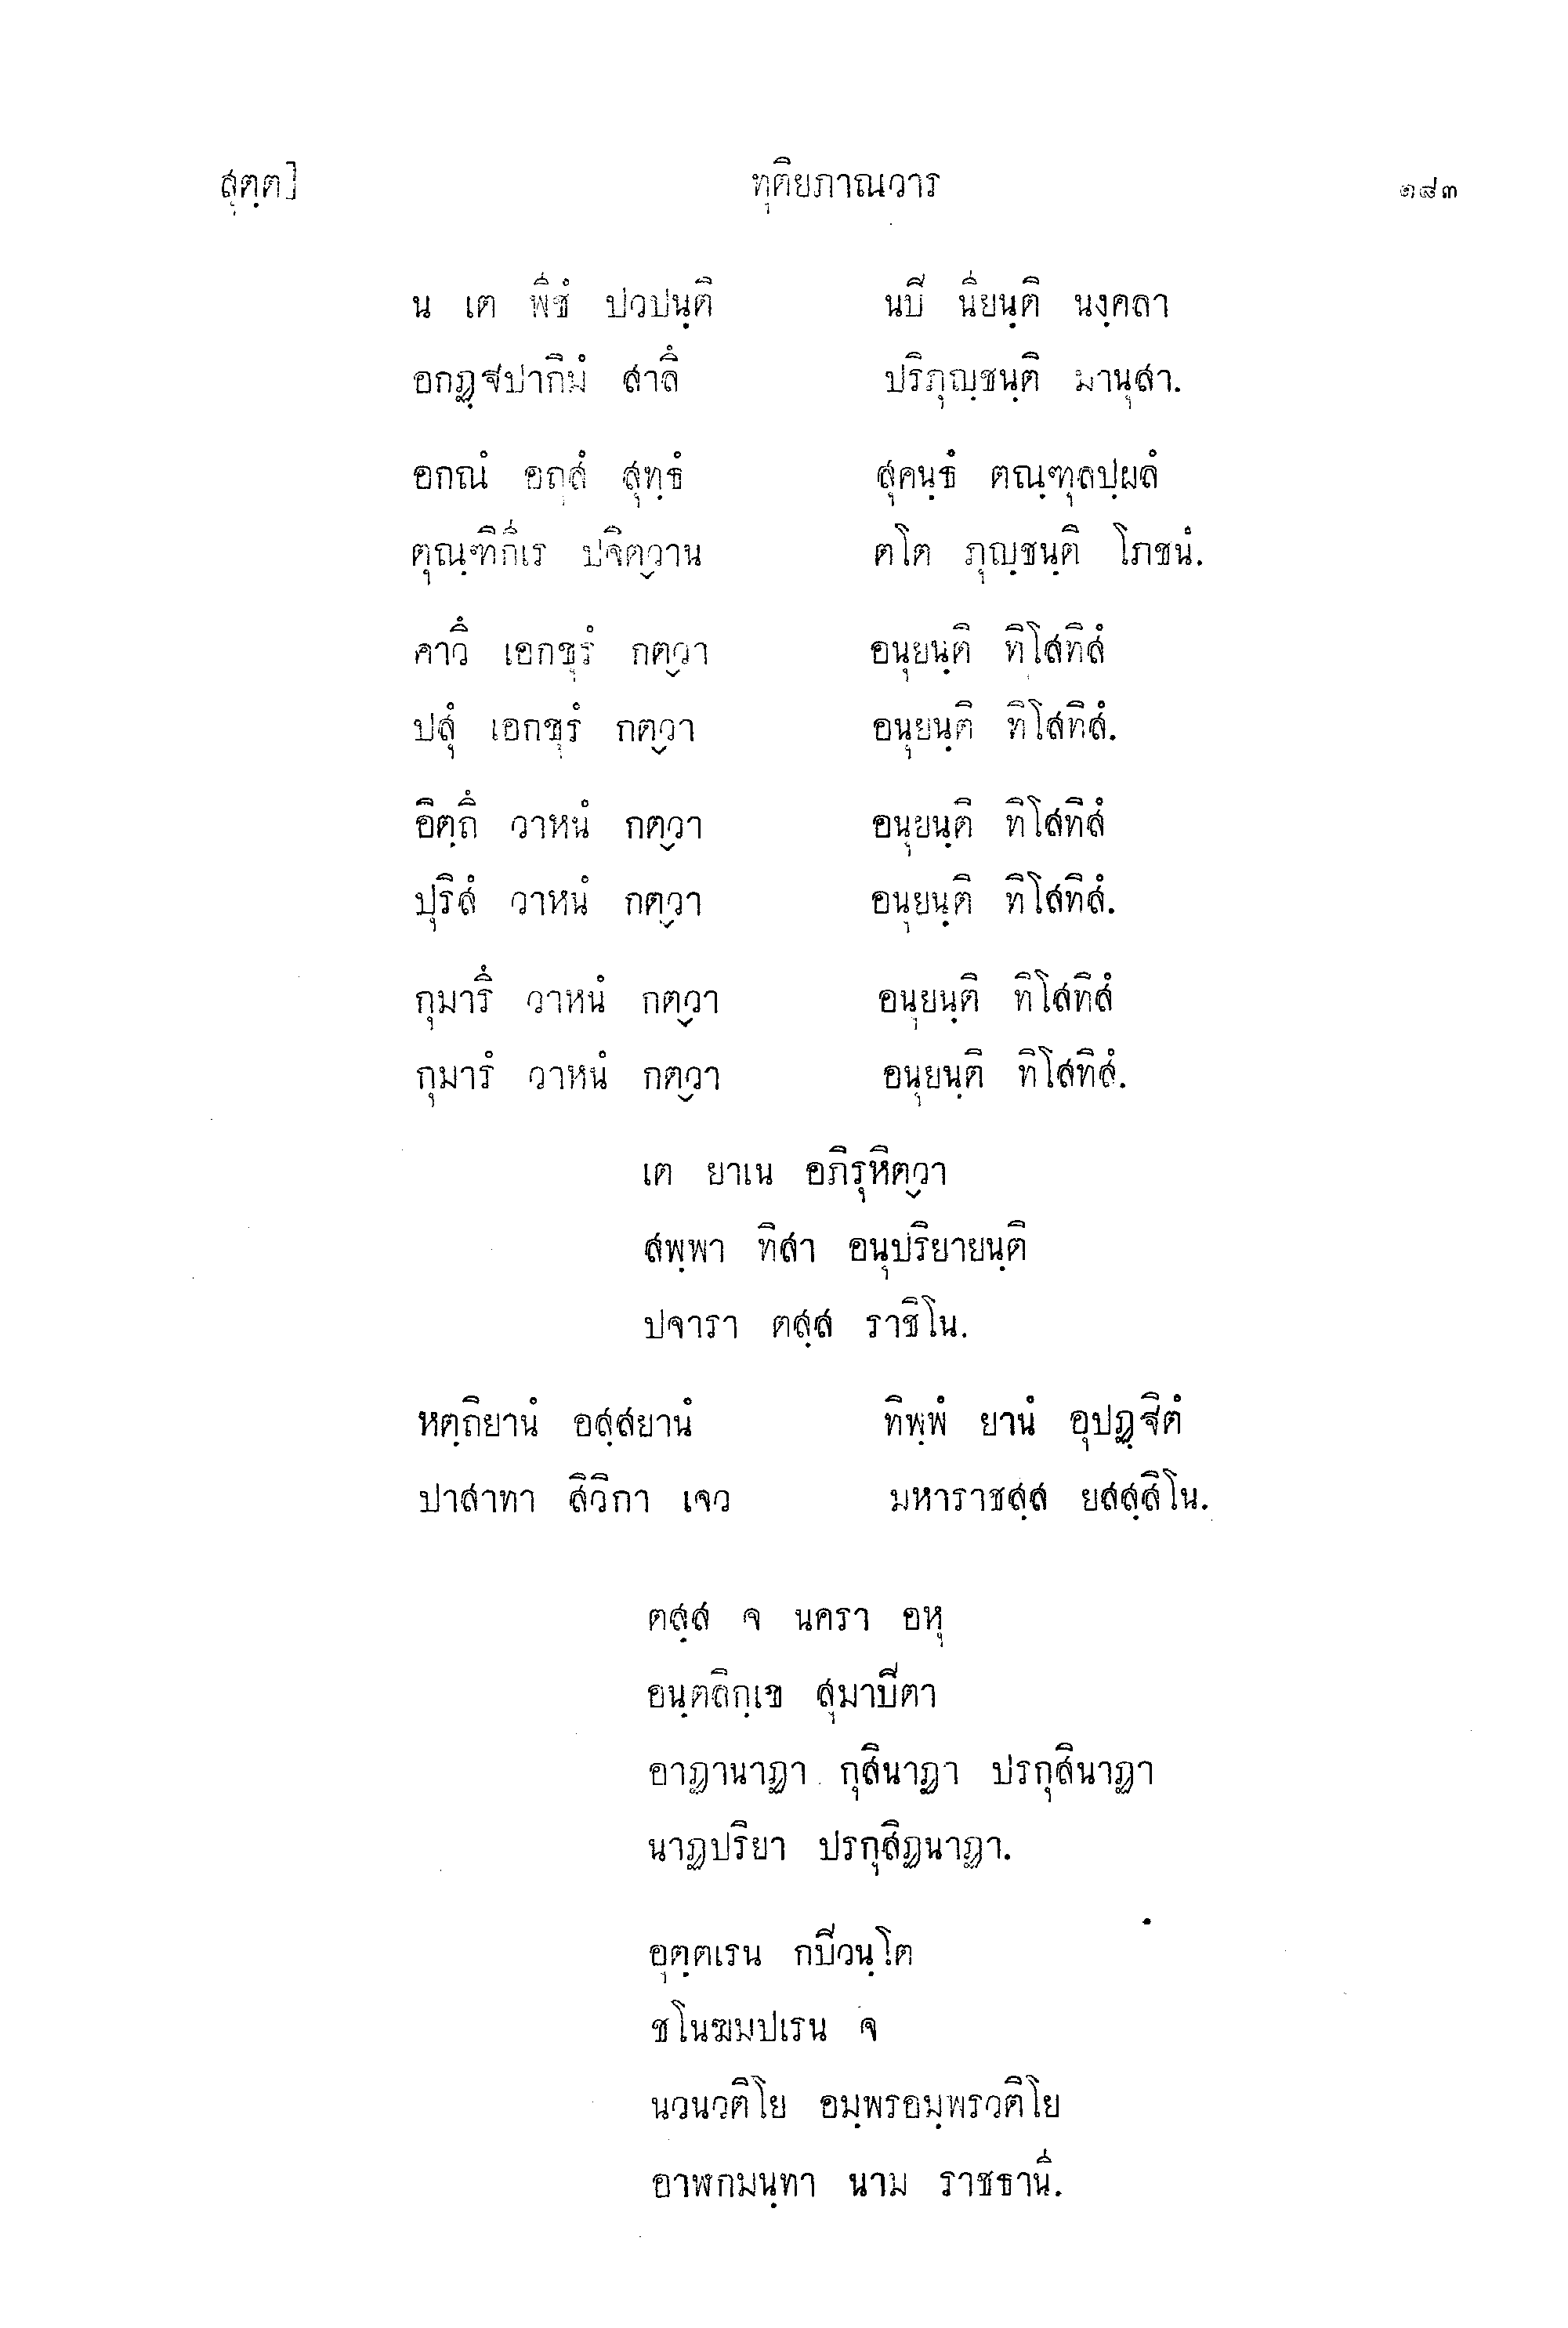 สุตฺต] ทุติยภาณวาร ๑๘๓
น เต พีชํ ปวปนฺติ นปี นียนฺติ นงฺคลา
อกฏฺฐปากิมํ สาลึ ปริภุญฺชนฺติ มานุสา.
อกณํ อถุสํ สุทฺธํ สุคนฺธํ ตณฺฑุลปฺผลํ
ตุณฺฑิกีเร ปจิตฺวาน ตโต ภุญฺชนฺติ โภชนํ.
คาวึ เอกขุรํ กตฺวา อนุยนฺติ ทิโสทิสํ
ปสุํ เอกขุรํ กตฺวา อนุยนฺติ ทิโสทิสํ.
อิตฺถึ วาหนํ กตฺวา อนุยนฺติ ทิโสทิสํ
ปุริสํ วาหนํ กตฺวา อนุยนฺติ ทิโสทิสํ.
กุมารึ วาหนํ กตฺวา อนุยนฺติ ทิโสทิสํ
กุมารํ วาหนํ กตฺวา อนุยนฺติ ทิโสทิสํ.
เต ยาเน อภิรุหิตฺวา
สพฺพา ทิสา อนุปริยายนฺติ
ปจารา ตสฺส ราชิโน.
หตฺถิยานํ อสฺสยานํ ทิพฺพํ ยานํ อุปฏฺฐิตํ
ปาสาทา สิวิกา เจว มหาราชสฺส ยสสฺสิโน.
ตสฺส จ นครา อหุ
อนฺตลิกฺเข สุมาปีตา
อาฏานาฏา กุสินาฏา ปรกุสินาฏา
นาฏปริยา ปรกุสิฏนาฏา.
อุตฺตเรน กปีวนฺโต
ชโนฆมปเรน จ
นวนวติโย อมฺพรอมฺพรวติโย
อาฬกมนฺทา นาม ราชธานี.